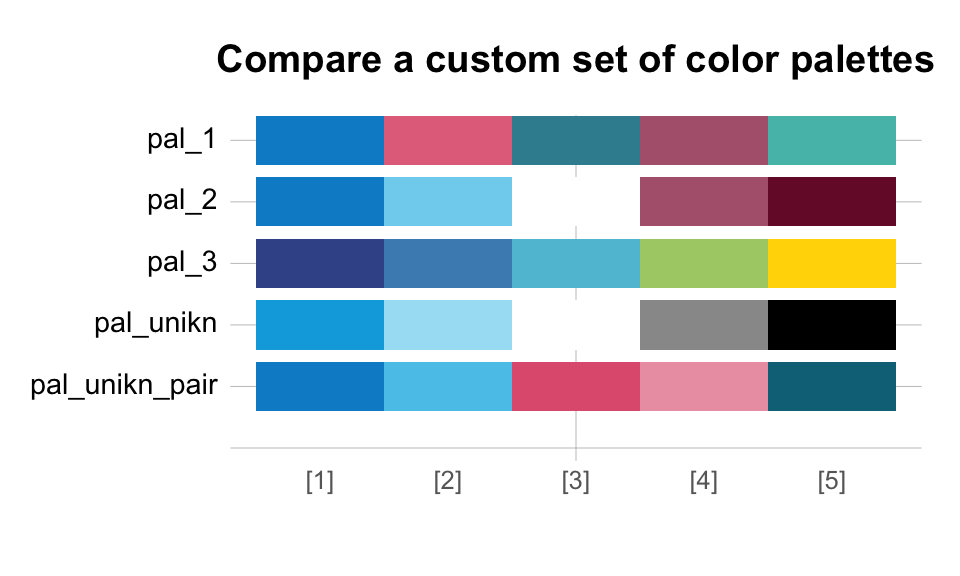 Compare a custom set of color palettes
pal_1
pal_2
pal_3
pal_unikn
pal_unikn_pair
[1] [2] [3] [4] [5]